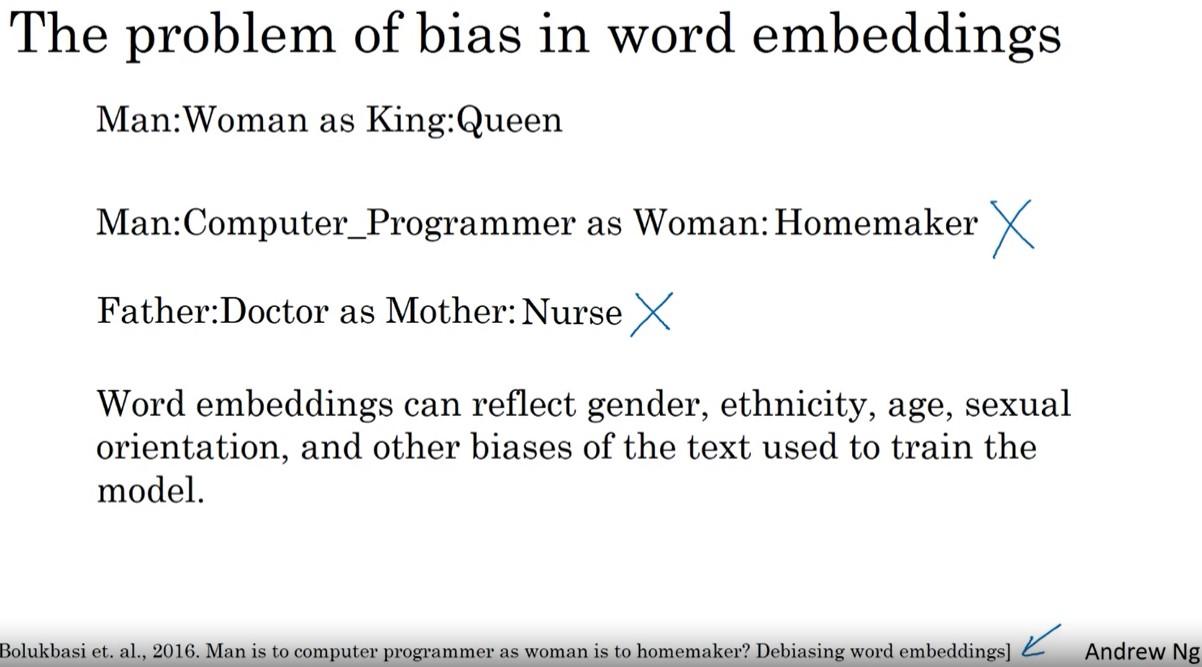 The problem of bias in word embeddings
Man:Woman as King:Queen
Man:Computer_Programmer as Woman:Homemaker
Father:Doctor as Mother:Nurse
Word embeddings can reflect gender, ethnicity, age, sexual
orientation, and other biases of the text used to train the
model.
Bolukbasi et. al., 2016. Man is to computer programmer as woman is to homemaker? Debiasing word embeddings]
Andrew Ng